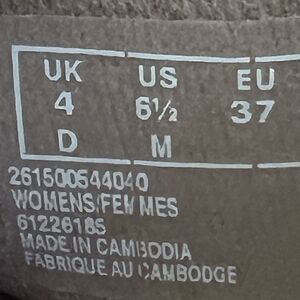 UK US EU
4 6½ 37
D M
261500544040
WOMENS/FEMMES
61226185
MADE IN CAMBODIA
FABRIQUE AU CAMBODGE